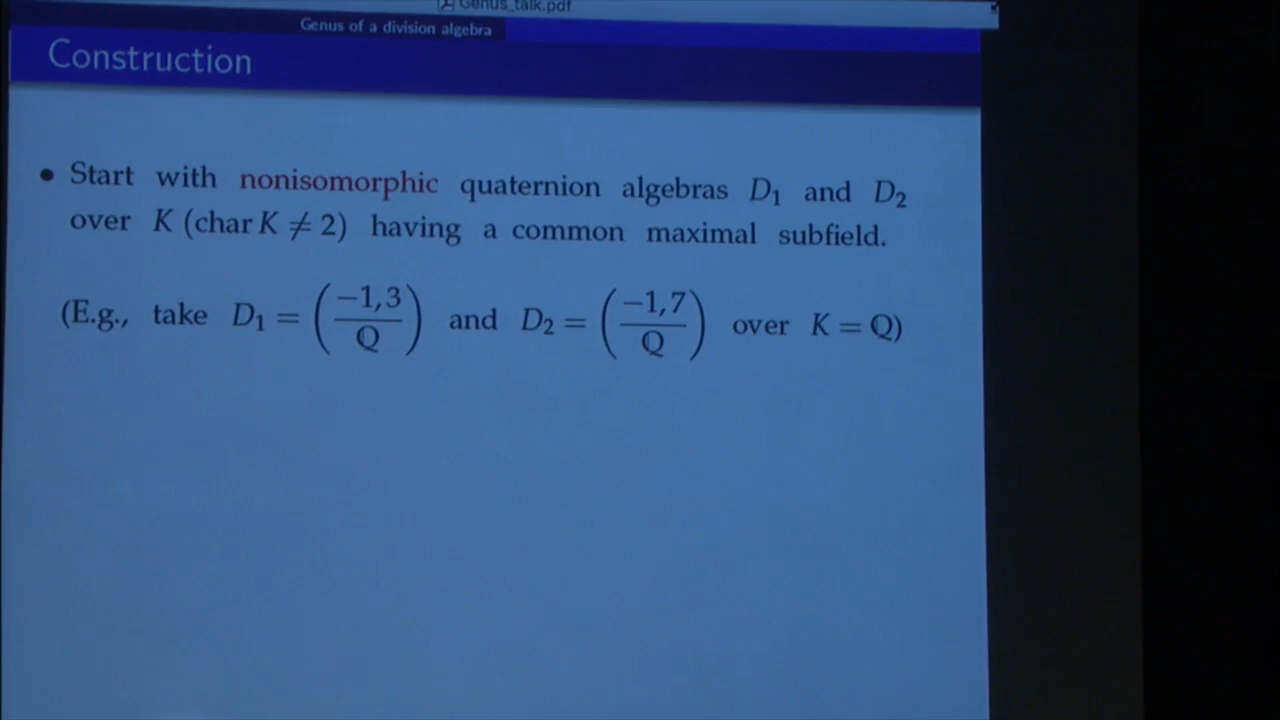 Genus_talk.pdf
Genus of a division algebra
Construction
• Start with nonisomorphic quaternion algebras D₁ and D₂
over K (char K ≠ 2) having a common maximal subfield.
(E.g., take D₁ = (−1,3 / Q) and D₂ = (−1,7 / Q) over K = Q)